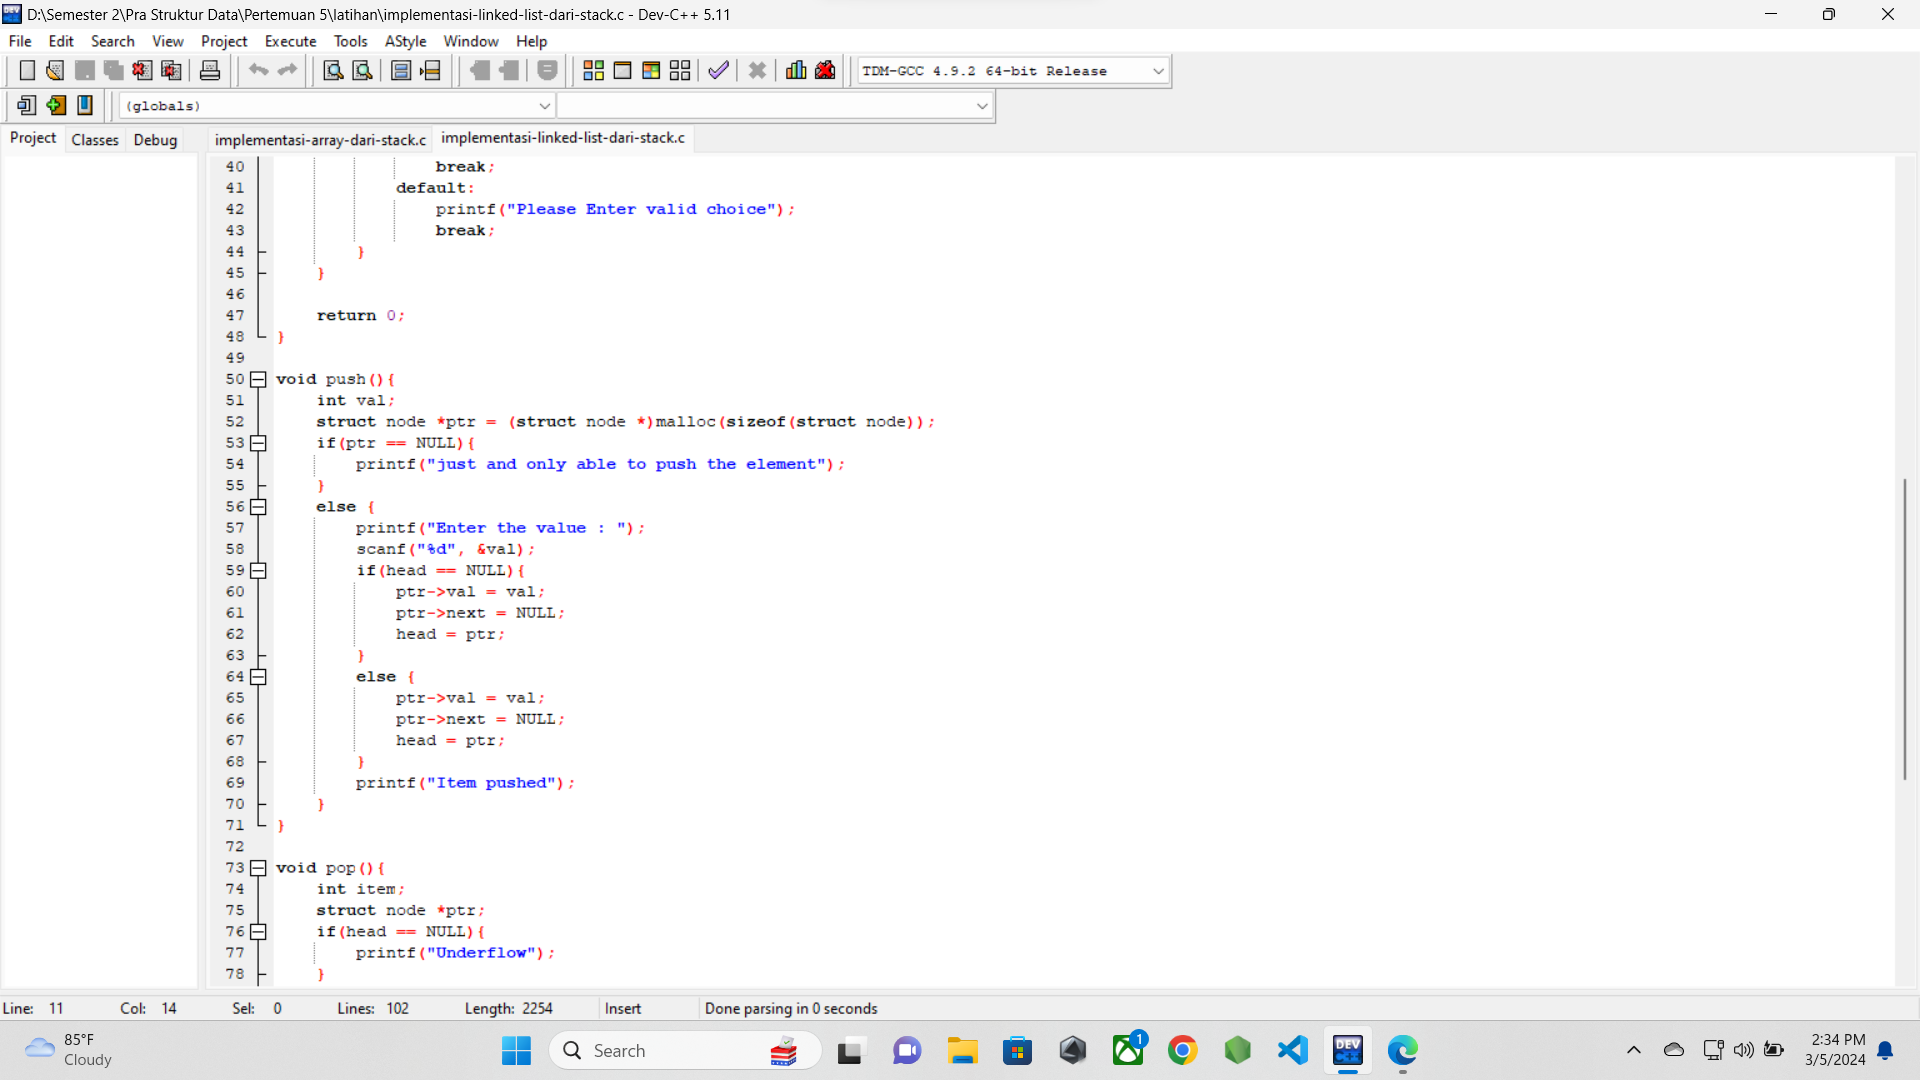 D:\Semester 2\Pra Struktur Data\Pertemuan 5\latihan\implementasi-linked-list-dari-stack.c - Dev-C++ 5.11
File Edit Search View Project Execute Tools AStyle Window Help
TDM-GCC 4.9.2 64-bit Release
(globals)
Project Classes Debug
implementasi-array-dari-stack.c implementasi-linked-list-dari-stack.c
40 break;
41 default:
42 printf("Please Enter valid choice");
43 break;
44 }
45 }
46
47 return 0;
48 }
49
50 void push(){
51 int val;
52 struct node *ptr = (struct node *)malloc(sizeof(struct node));
53 if(ptr == NULL){
54 printf("just and only able to push the element");
55 }
56 else {
57 printf("Enter the value : ");
58 scanf("%d", &val);
59 if(head == NULL){
60 ptr->val = val;
61 ptr->next = NULL;
62 head = ptr;
63 }
64 else {
65 ptr->val = val;
66 ptr->next = NULL;
67 head = ptr;
68 }
69 printf("Item pushed");
70 }
71 }
72
73 void pop(){
74 int item;
75 struct node *ptr;
76 if(head == NULL){
77 printf("Underflow");
78 }
Line: 11 Col: 14 Sel: 0 Lines: 102 Length: 2254 Insert Done parsing in 0 seconds
85°F
Cloudy
Search
1
DEV
C++
2:34 PM
3/5/2024